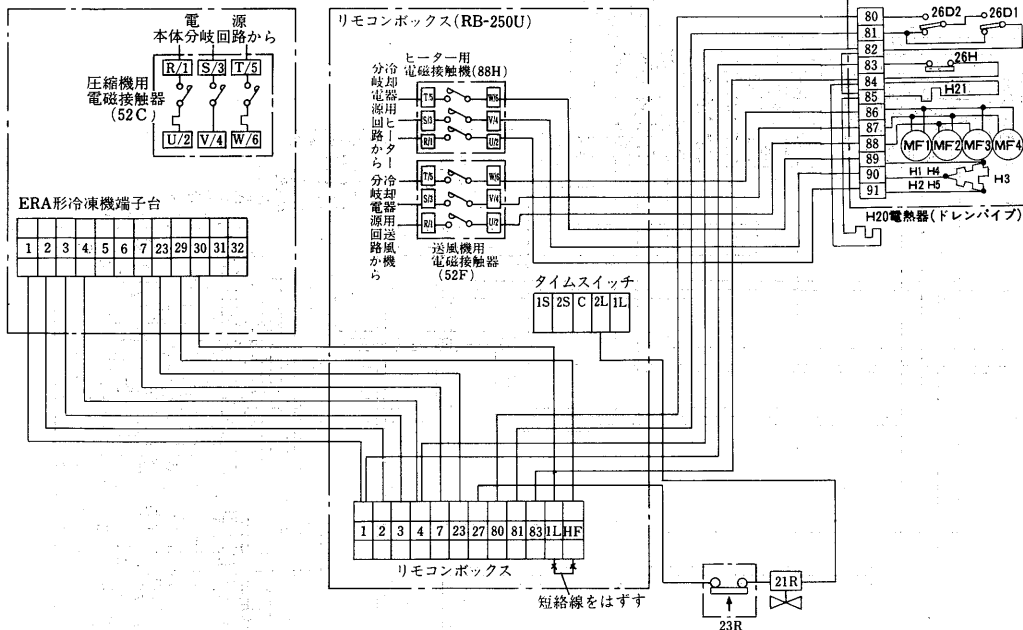 電源
本体分岐回路から
R/1 S/3 T/5
圧縮機用
電磁接触器
(52C)
U/2 V/4 W/6
ERA形冷凍機端子台
1 2 3 4 5 6 7 23 29 30 31 32
リモコンボックス(RB-250U)
ヒーター用
電磁接触機(88H)
冷却器用ヒーター
分岐電源回路から
T/5 W/6
S/3 V/4
R/1 U/2
冷却器用送風機
分岐電源回路から
T/5 W/6
S/3 V/4
R/1 U/2
送風機用
電磁接触器
(52F)
タイムスイッチ
1S 2S C 2L 1L
1 2 3 4 7 23 27 80 81 83 1L HF
リモコンボックス
短絡線をはずす
80 26D2 26D1
81
82
83 26H
84
85 H21
86
87
88 MF1 MF2 MF3 MF4
89
90 H1 H4 H3
91 H2 H5
H20電熱器(ドレンパイプ)
21R
23R